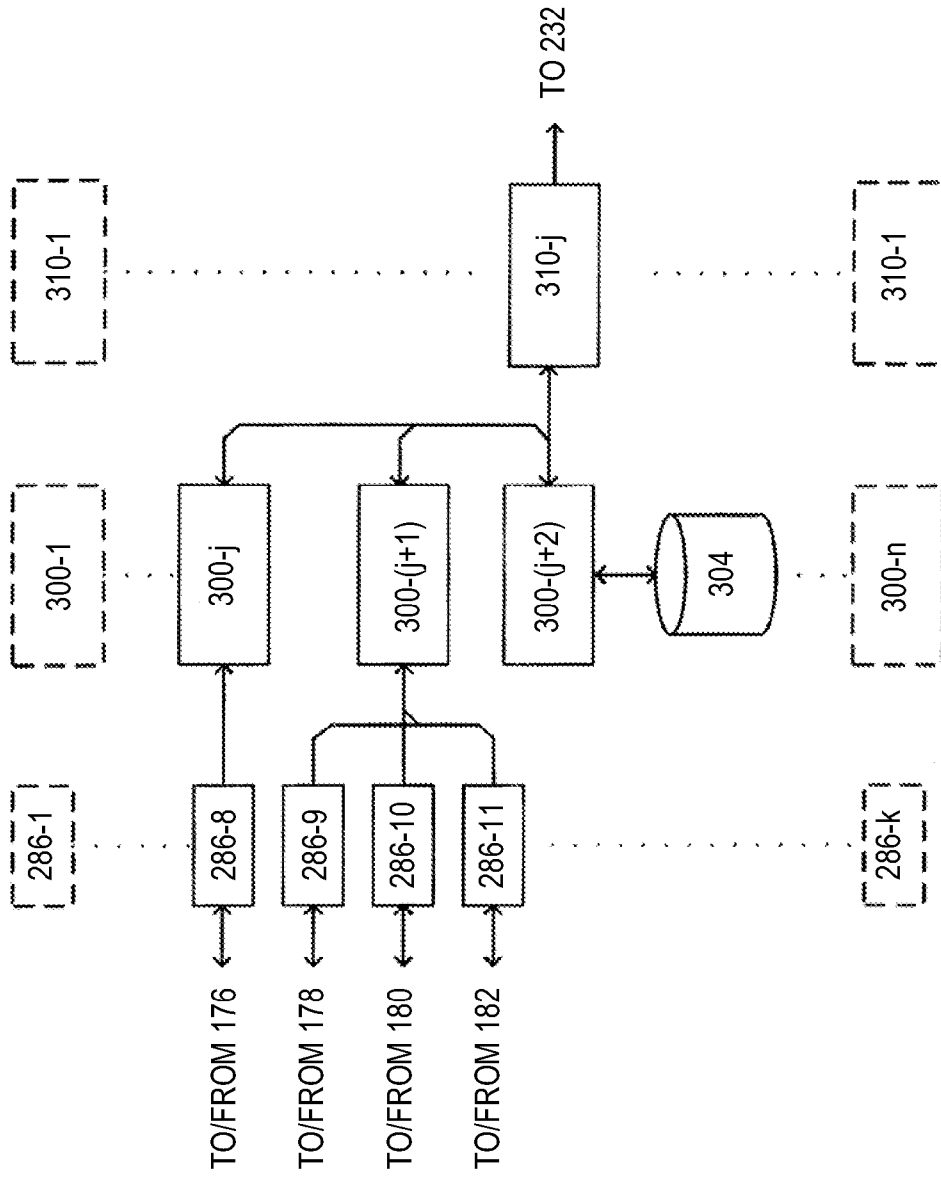 286-1
300-1
310-1
TO/FROM 176
286-8
300-j
TO/FROM 178
286-9
TO/FROM 180
286-10
300-(j+1)
TO/FROM 182
286-11
300-(j+2)
310-j
TO 232
304
286-k
300-n
310-1